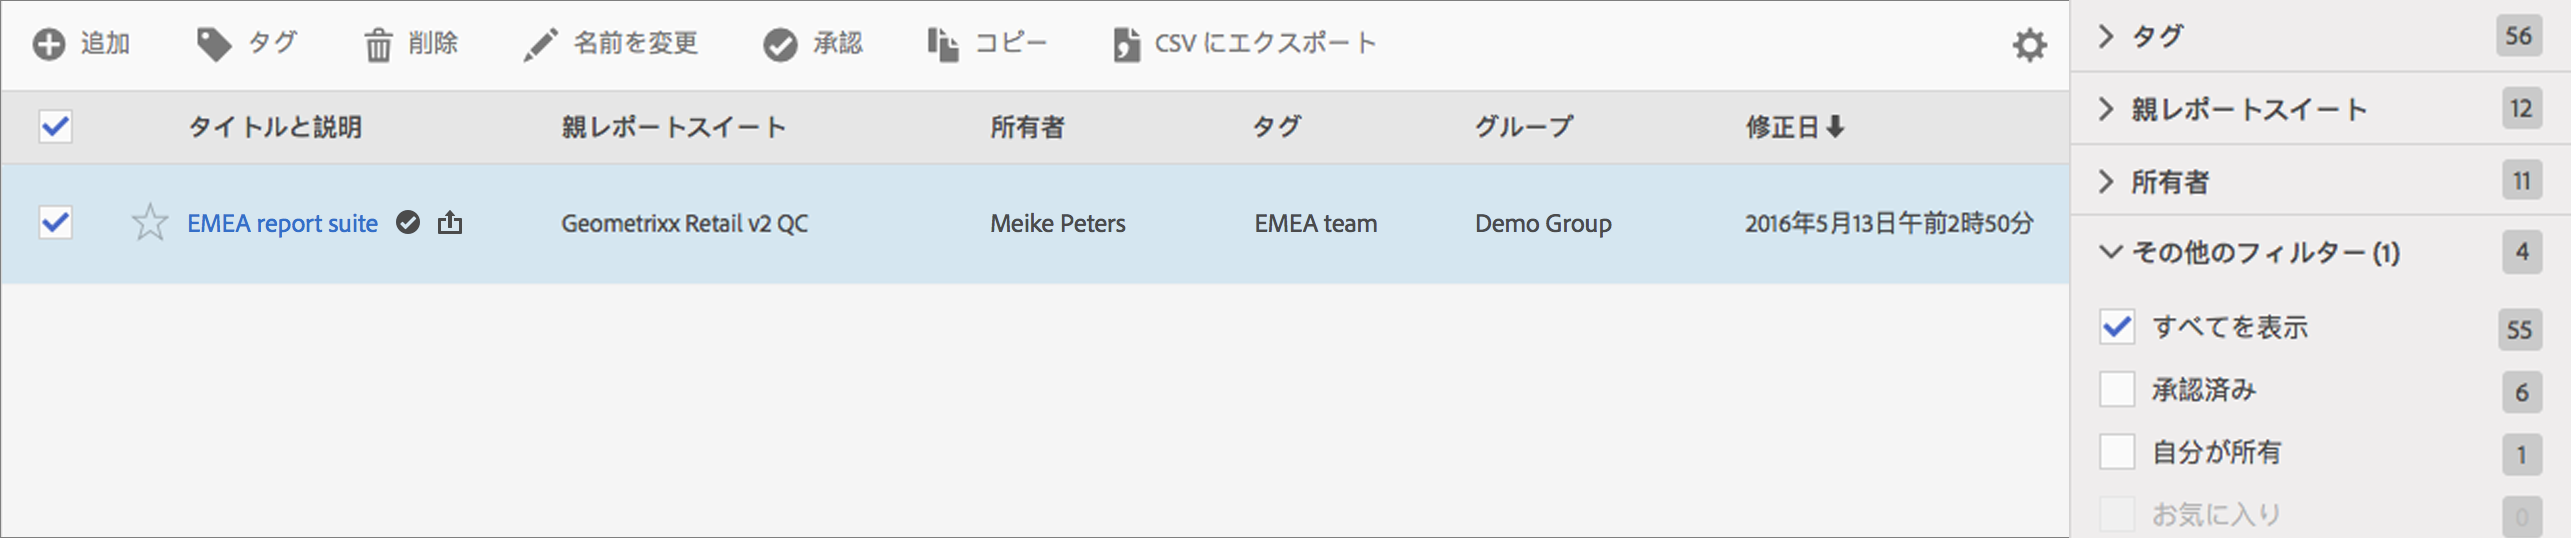 追加 タグ 削除 名前を変更 承認 コピー CSV にエクスポート
タイトルと説明 親レポートスイート 所有者 タグ グループ 修正日
EMEA report suite Geometrixx Retail v2 QC Meike Peters EMEA team Demo Group 2016年5月13日午前2時50分
タグ 56
親レポートスイート 12
所有者 11
その他のフィルター (1) 4
すべてを表示 55
承認済み 6
自分が所有 1
お気に入り 0